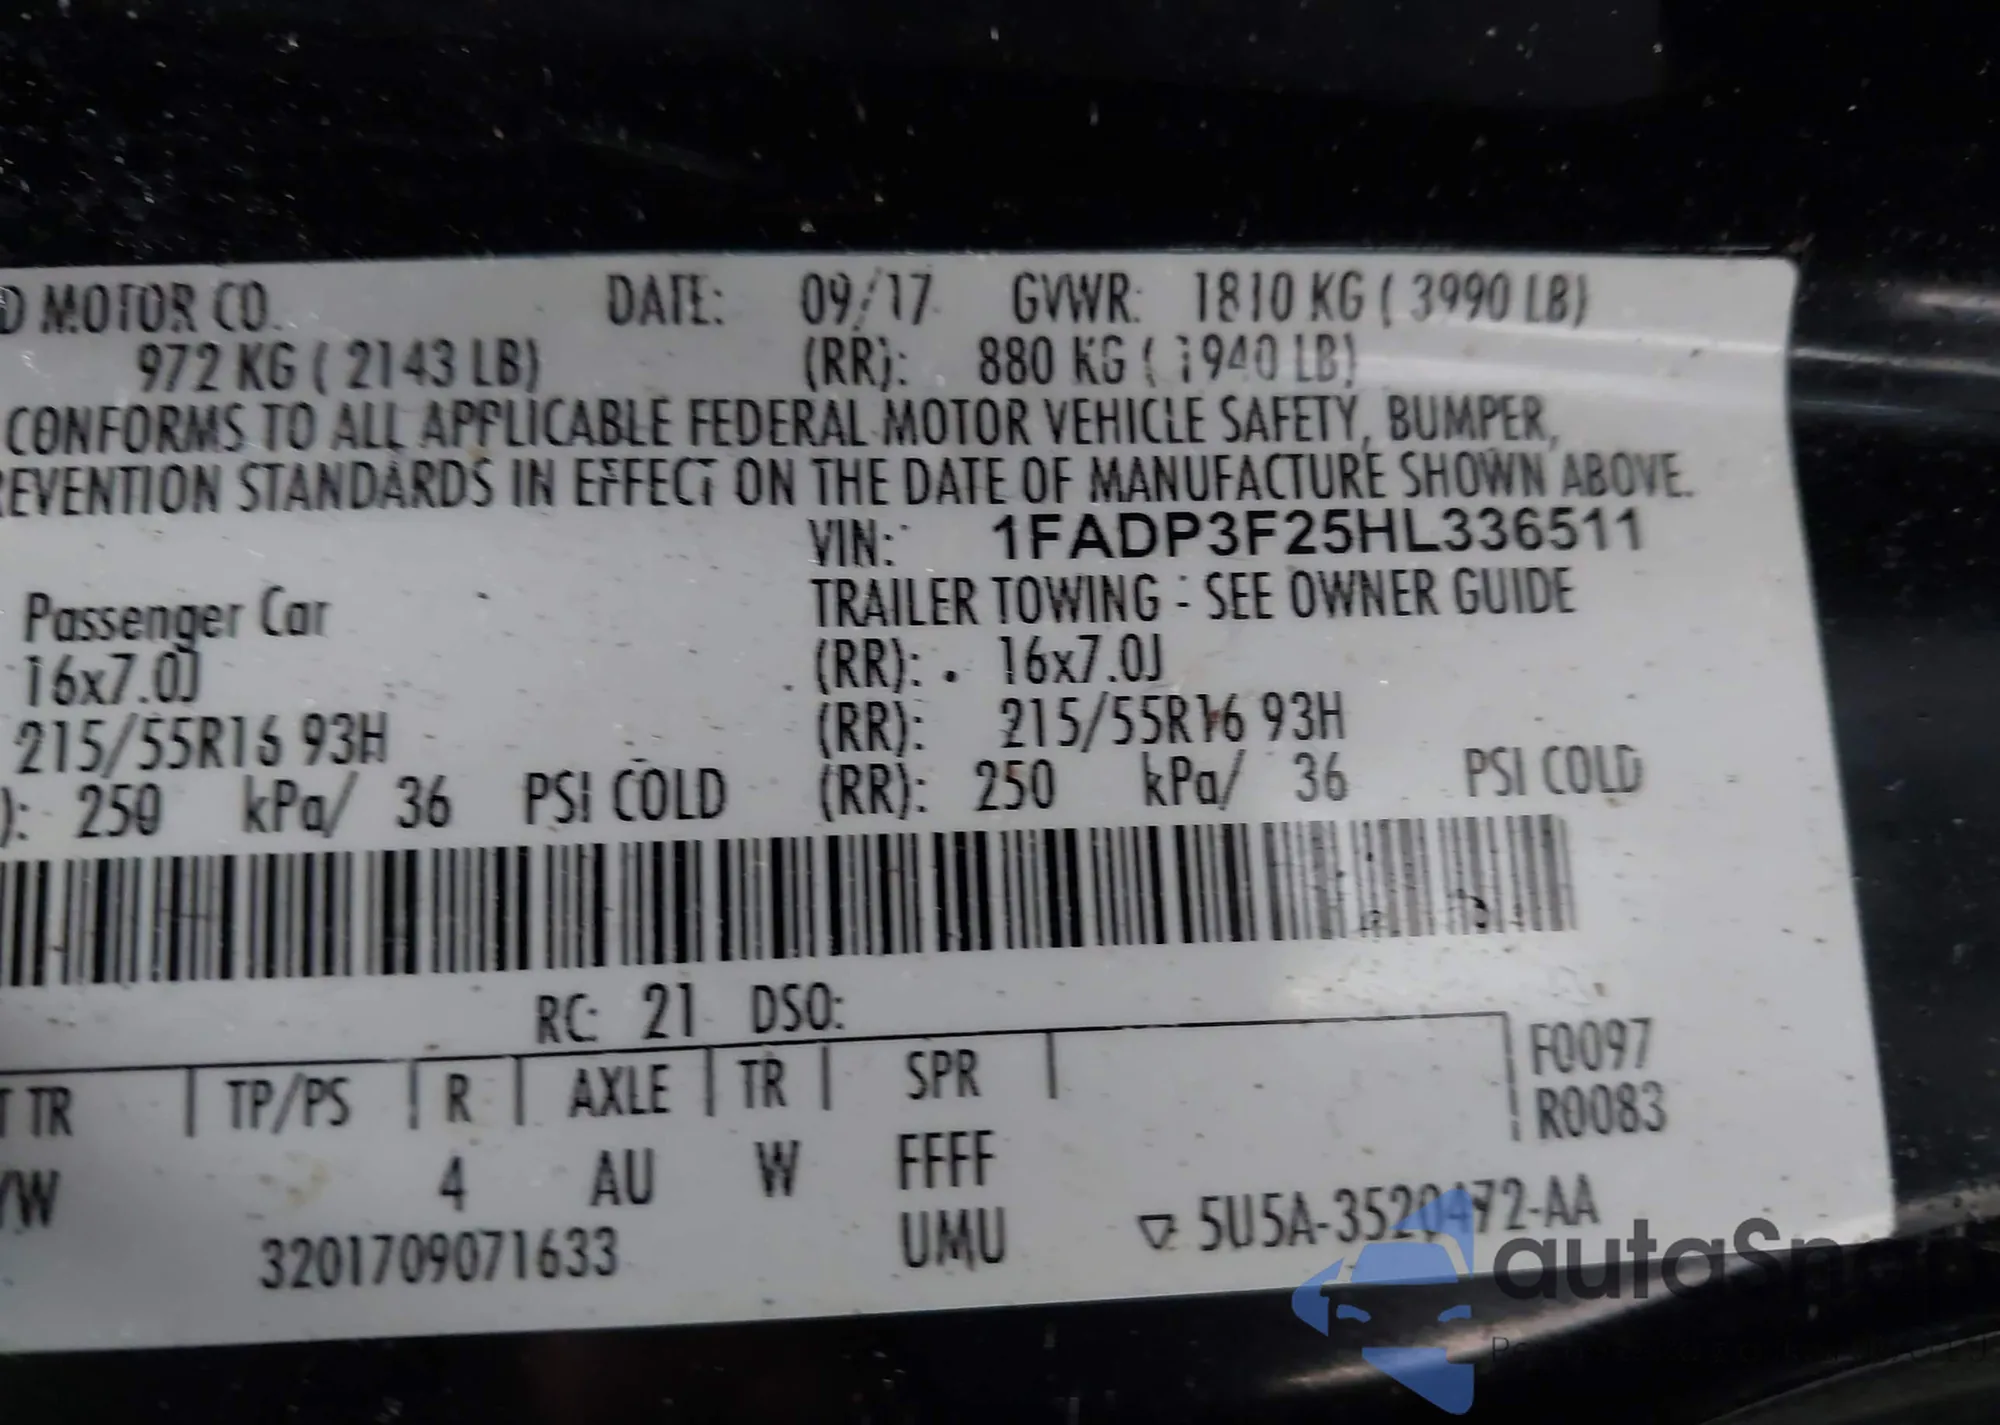 D MOTOR CO. DATE: 09/17 GVWR: 1810 KG ( 3990 LB)
972 KG ( 2143 LB) (RR): 880 KG ( 1940 LB)
CONFORMS TO ALL APPLICABLE FEDERAL MOTOR VEHICLE SAFETY, BUMPER,
REVENTION STANDARDS IN EFFECT ON THE DATE OF MANUFACTURE SHOWN ABOVE.
VIN: 1FADP3F25HL336511
Passenger Car TRAILER TOWING - SEE OWNER GUIDE
16x7.0J (RR): 16x7.0J
215/55R16 93H (RR): 215/55R16 93H
): 250 kPa/ 36 PSI COLD (RR): 250 kPa/ 36 PSI COLD
RC: 21 DSO:
F0097
T TR TP/PS R AXLE TR SPR R0083
/W 4 AU W FFFF
3201709071633 UMU 5U5A-3520472-AA
autaSna